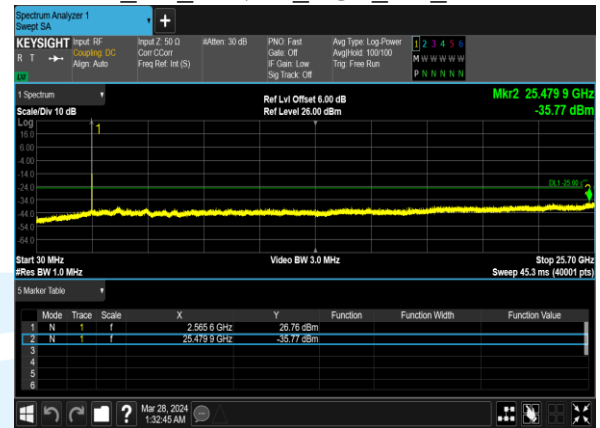 Spectrum Analyzer 1
Swept SA
KEYSIGHT Input: RF Input Z: 50 Ω #Atten: 30 dB PNO: Fast Avg Type: Log-Power 1 2 3 4 5 6
R T Coupling: DC Corr CCorr Gate: Off Avg|Hold: 100/100 M W W W W W
Align: Auto Freq Ref: Int (S) IF Gain: Low Trig: Free Run
Sig Track: Off P N N N N N
1 Spectrum Ref Lvl Offset 6.00 dB Mkr2 25.479 9 GHz
Scale/Div 10 dB Ref Level 26.00 dBm -35.77 dBm
Log
1
16.0
6.00
-4.00
-14.0
-24.0 DL1 -25.00
-34.0
-44.0
-54.0
-64.0
Start 30 MHz Video BW 3.0 MHz Stop 25.70 GHz
#Res BW 1.0 MHz Sweep 45.3 ms (40001 pts)
5 Marker Table
Mode Trace Scale X Y Function Function Width Function Value
1 N 1 f 2.565 6 GHz 26.76 dBm
2 N 1 f 25.479 9 GHz -35.77 dBm
3
4
5
6
? Mar 28, 2024
1:32:45 AM